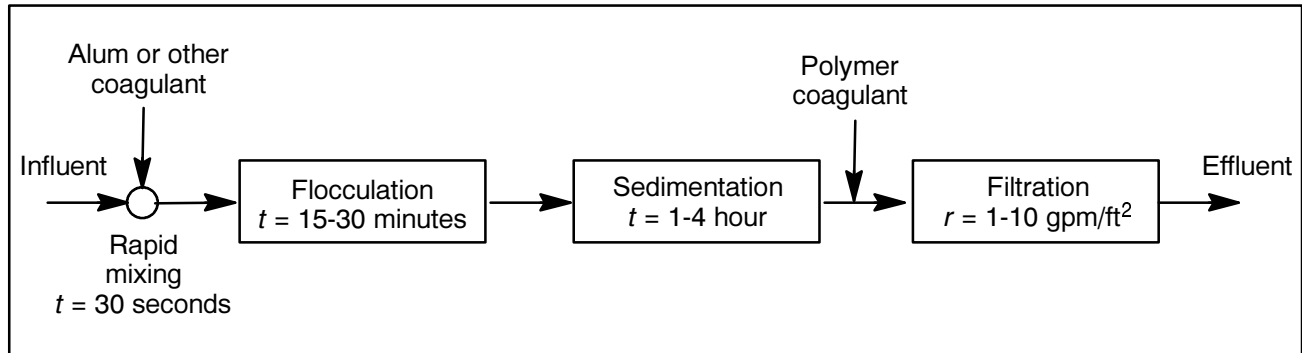 Alum or other
coagulant
Influent
Rapid
mixing
t = 30 seconds
Flocculation
t = 15-30 minutes
Sedimentation
t = 1-4 hour
Polymer
coagulant
Filtration
r = 1-10 gpm/ft²
Effluent